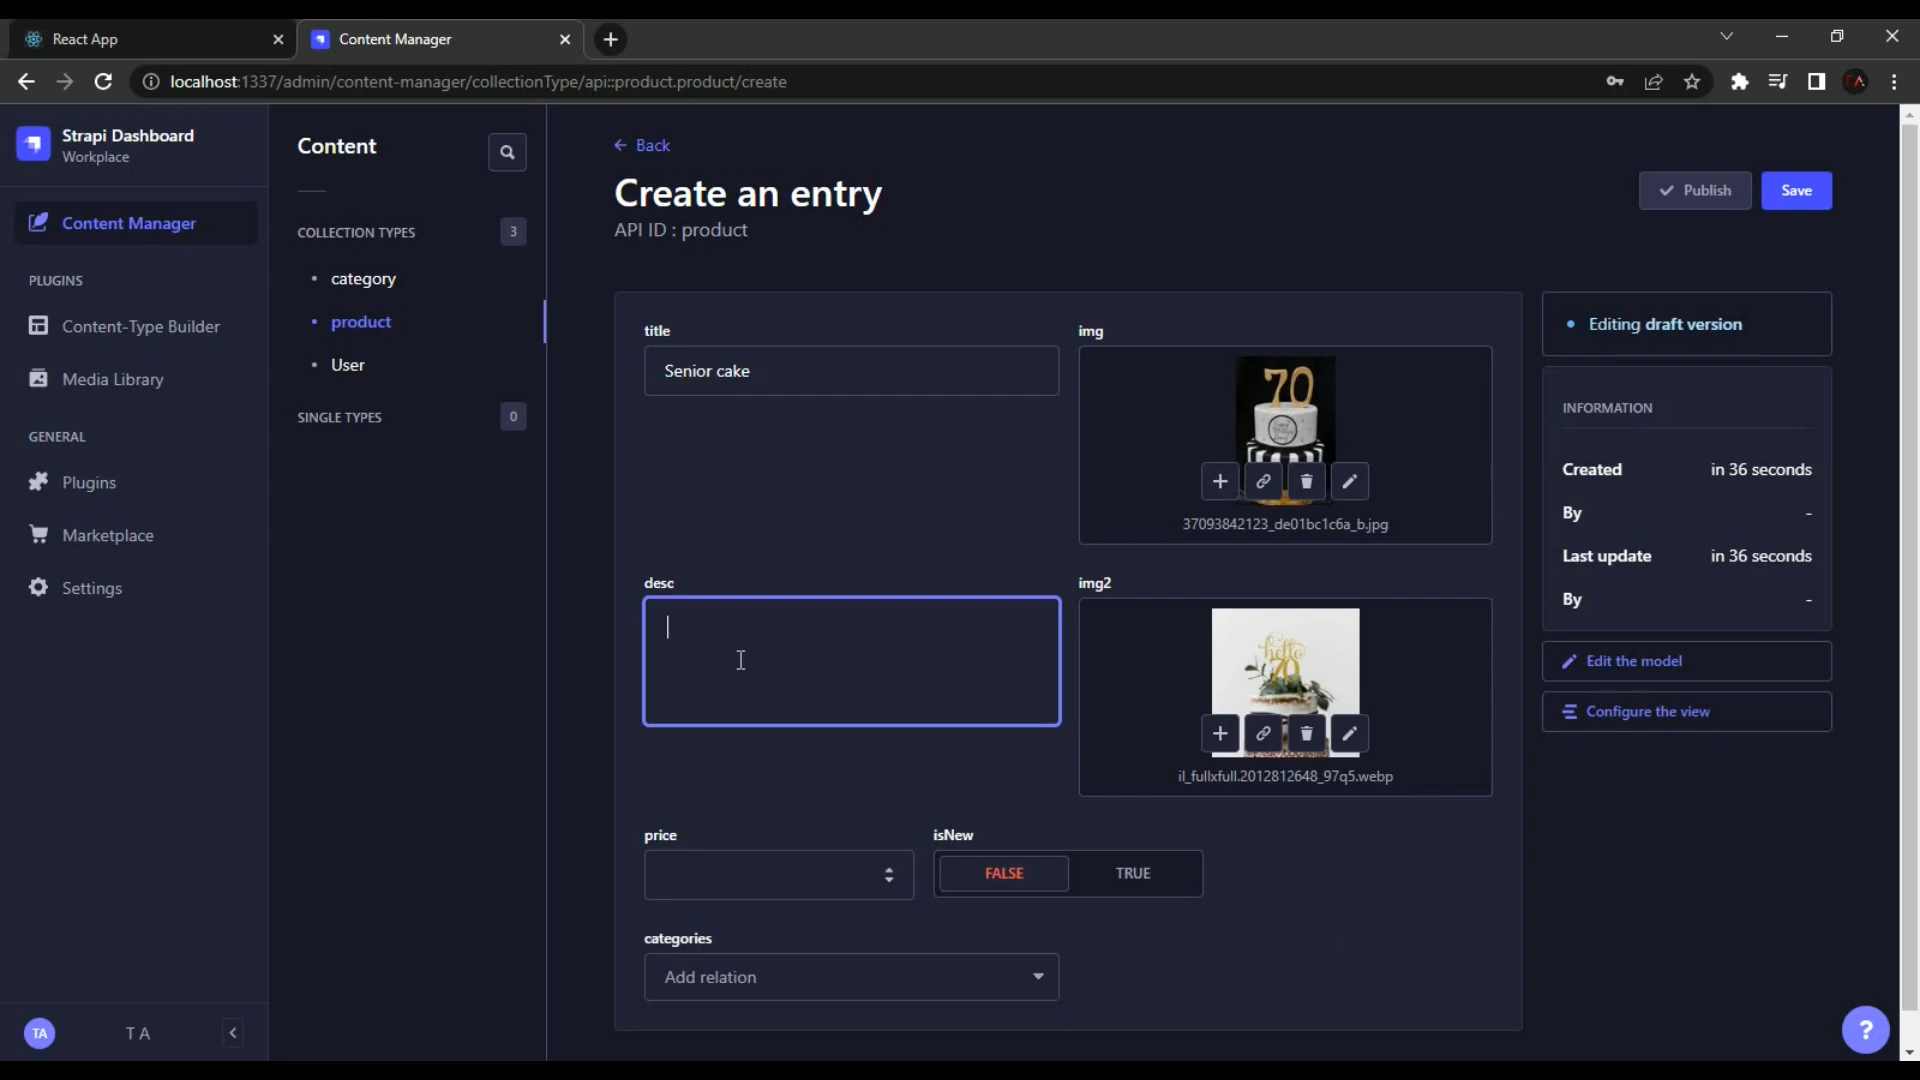 React App
Content Manager
localhost:1337/admin/content-manager/collectionType/api::product.product/create
Strapi Dashboard
Workplace
Content Manager
PLUGINS
Content-Type Builder
Media Library
GENERAL
Plugins
Marketplace
Settings
TA
T A
Content
COLLECTION TYPES
3
category
product
User
SINGLE TYPES
0
Back
Create an entry
API ID : product
Publish
Save
title
Senior cake
img
70
37093842123_de01bc1c6a_b.jpg
desc
img2
hello
70
il_fullxfull.2012812648_97q5.webp
price
isNew
FALSE
TRUE
categories
Add relation
Editing draft version
INFORMATION
Created
in 36 seconds
By
-
Last update
in 36 seconds
By
-
Edit the model
Configure the view
?